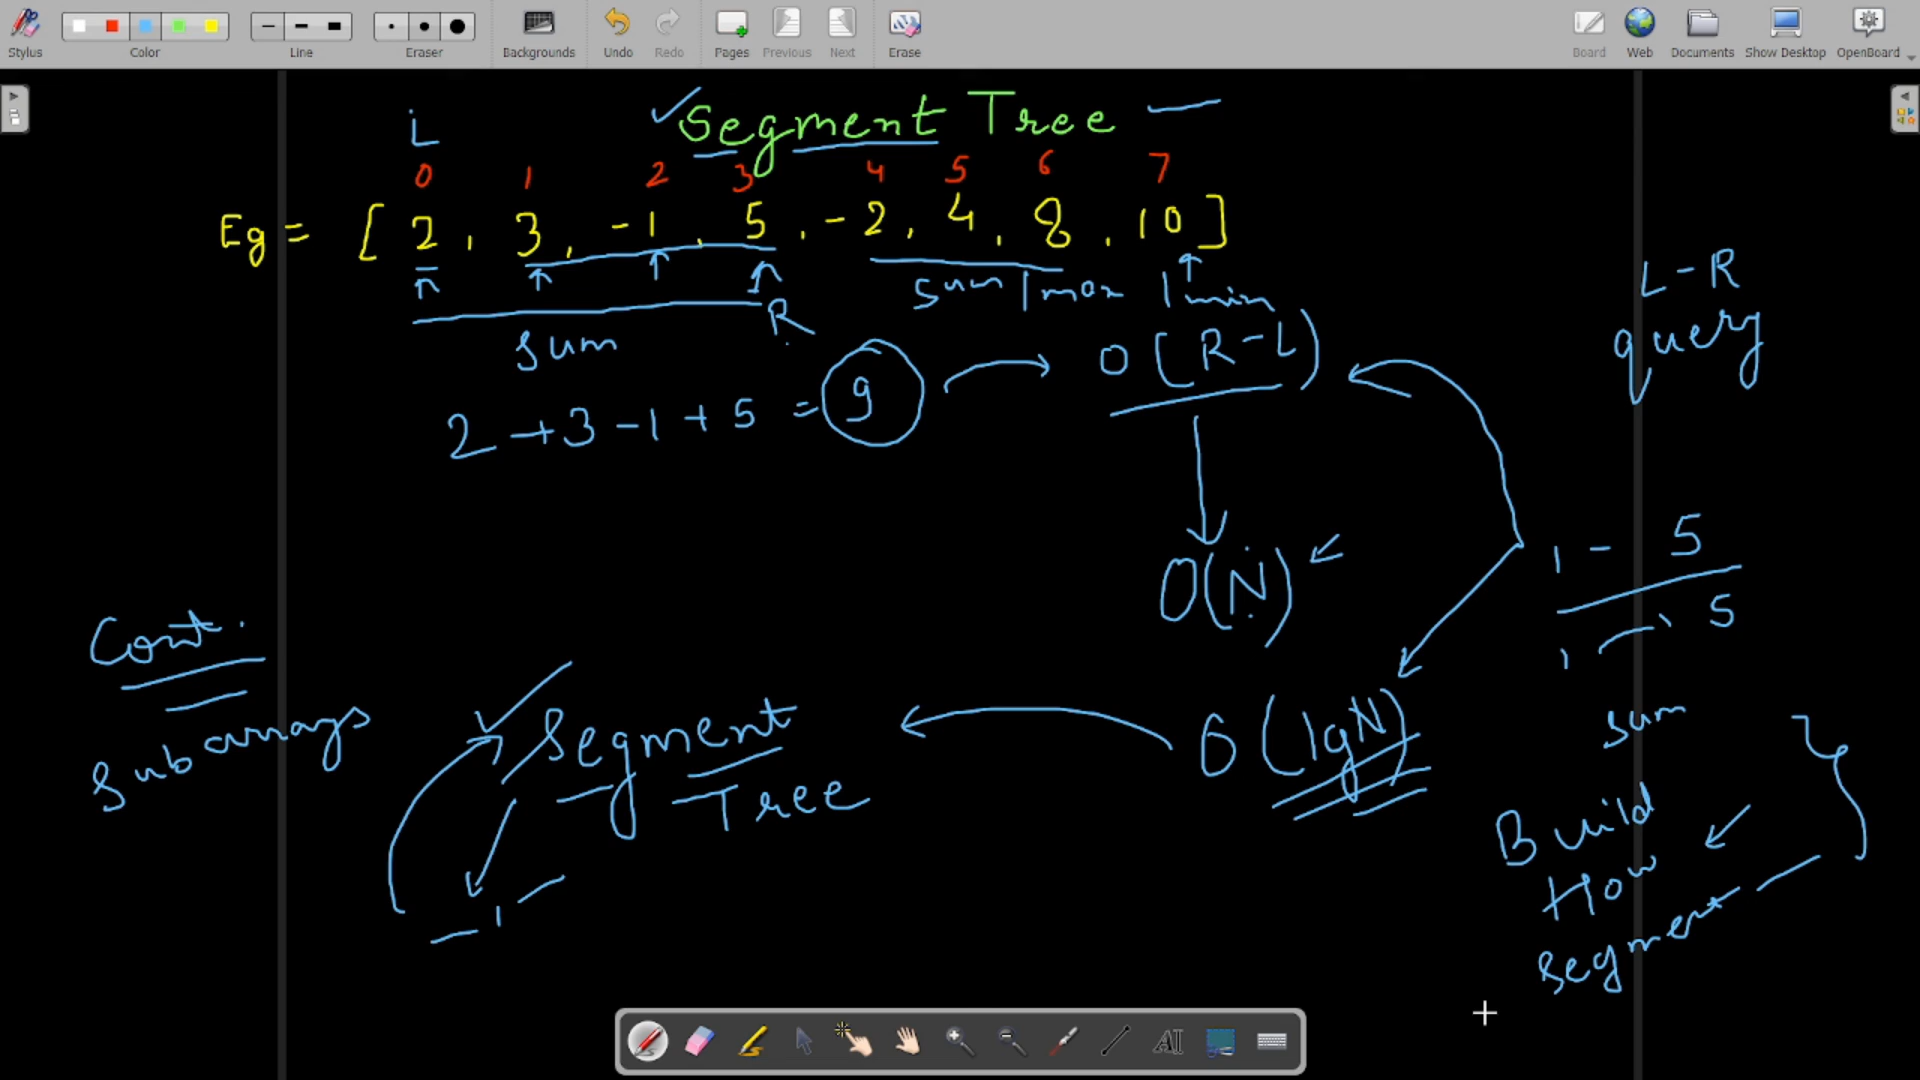 Stylus Color Line Eraser Backgrounds Undo Redo Pages Previous Next Erase Board Web Documents Show Desktop OpenBoard
L
Segment Tree
0 1 2 3 4 5 6 7
Eg = [ 2 , 3 , -1 , 5 , -2 , 4 , 8 , 10 ]
sum | max | min
R
sum
O (R-L)
L-R
query
2 + 3 - 1 + 5 = 9
O(N)
1 - 5
1 , 5
Cont.
Subarrays
Segment
Tree
O (lgN)
sum
Build
How
segment
AI